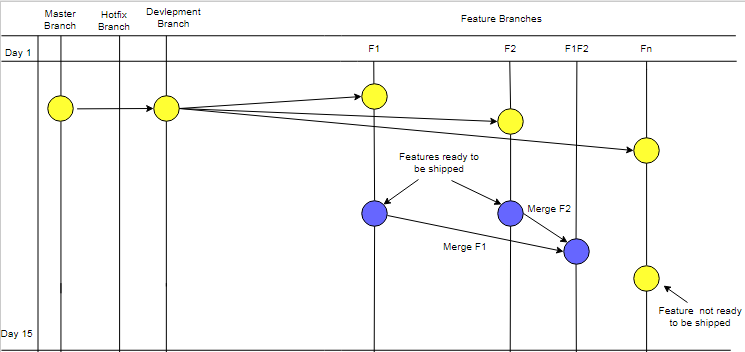 Master
Branch
Hotfix
Branch
Devlepment
Branch
Feature Branches
Day 1
F1
F2
F1F2
Fn
Features ready to
be shipped
Merge F2
Merge F1
Feature  not ready
to be shipped
Day 15